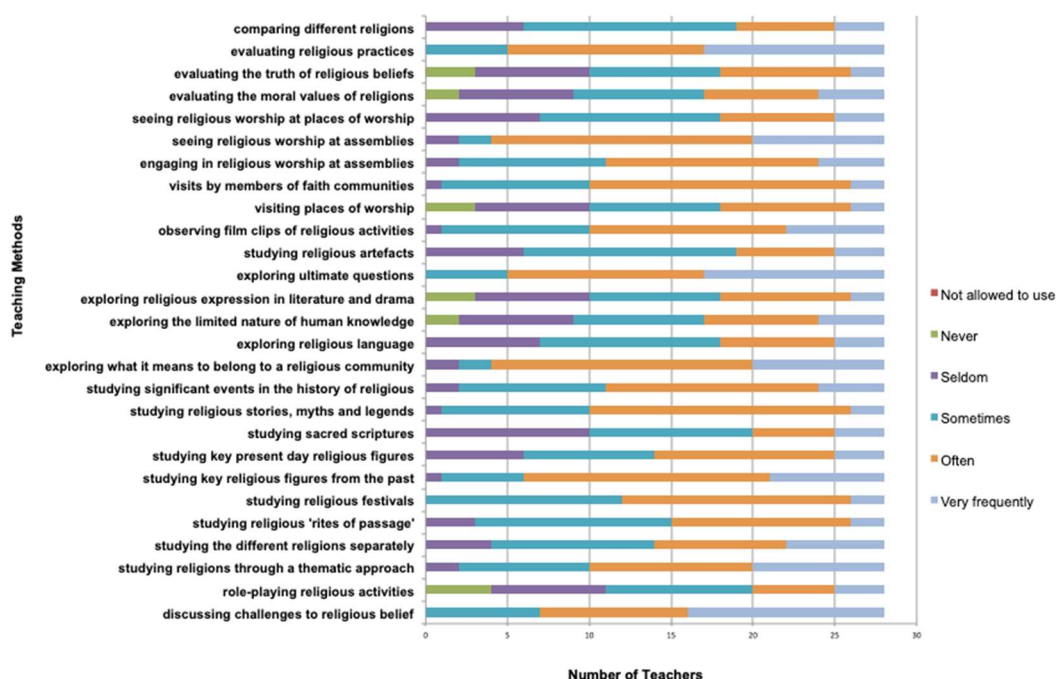 comparing different religions
evaluating religious practices
evaluating the truth of religious beliefs
evaluating the moral values of religions
seeing religious worship at places of worship
seeing religious worship at assemblies
engaging in religious worship at assemblies
visits by members of faith communities
visiting places of worship
observing film clips of religious activities
studying religious artefacts
exploring ultimate questions
exploring religious expression in literature and drama
exploring the limited nature of human knowledge
exploring religious language
exploring what it means to belong to a religious community
studying significant events in the history of religious
studying religious stories, myths and legends
studying sacred scriptures
studying key present day religious figures
studying key religious figures from the past
studying religious festivals
studying religious 'rites of passage'
studying the different religions separately
studying religions through a thematic approach
role-playing religious activities
discussing challenges to religious belief
Teaching Methods
0 5 10 15 20 25 30
Number of Teachers
Not allowed to use
Never
Seldom
Sometimes
Often
Very frequently